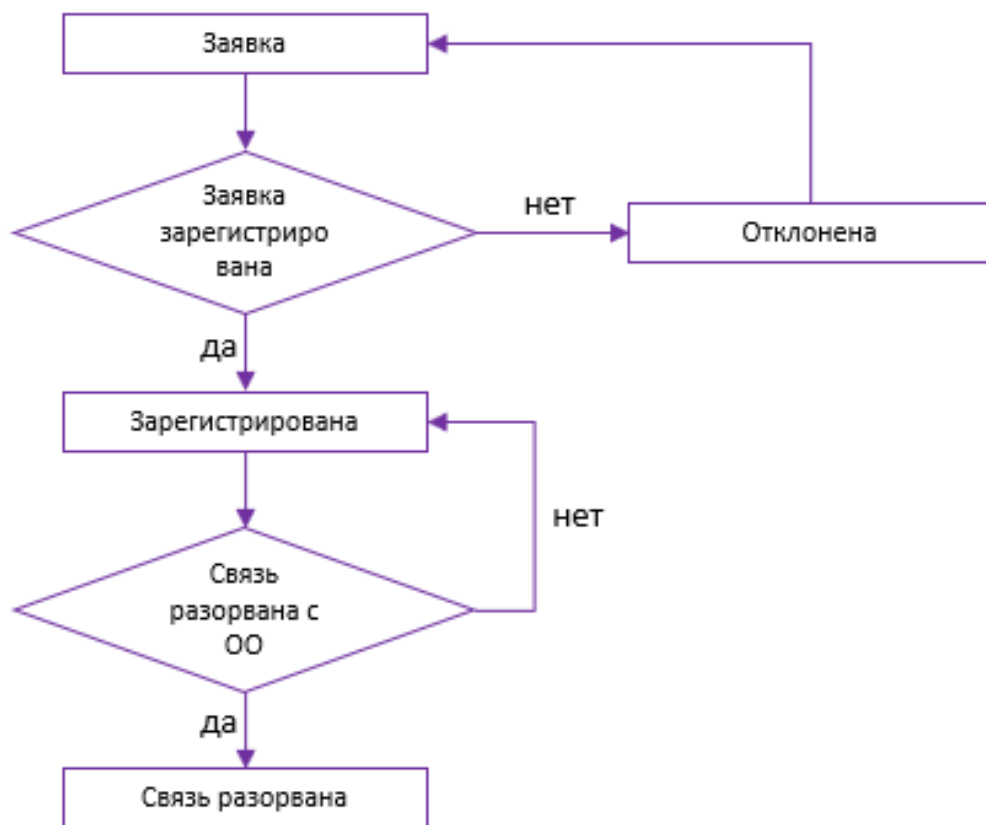 Заявка
Заявка
зарегистриро
вана
нет
Отклонена
да
Зарегистрирована
нет
Связь
разорвана с
ОО
да
Связь разорвана